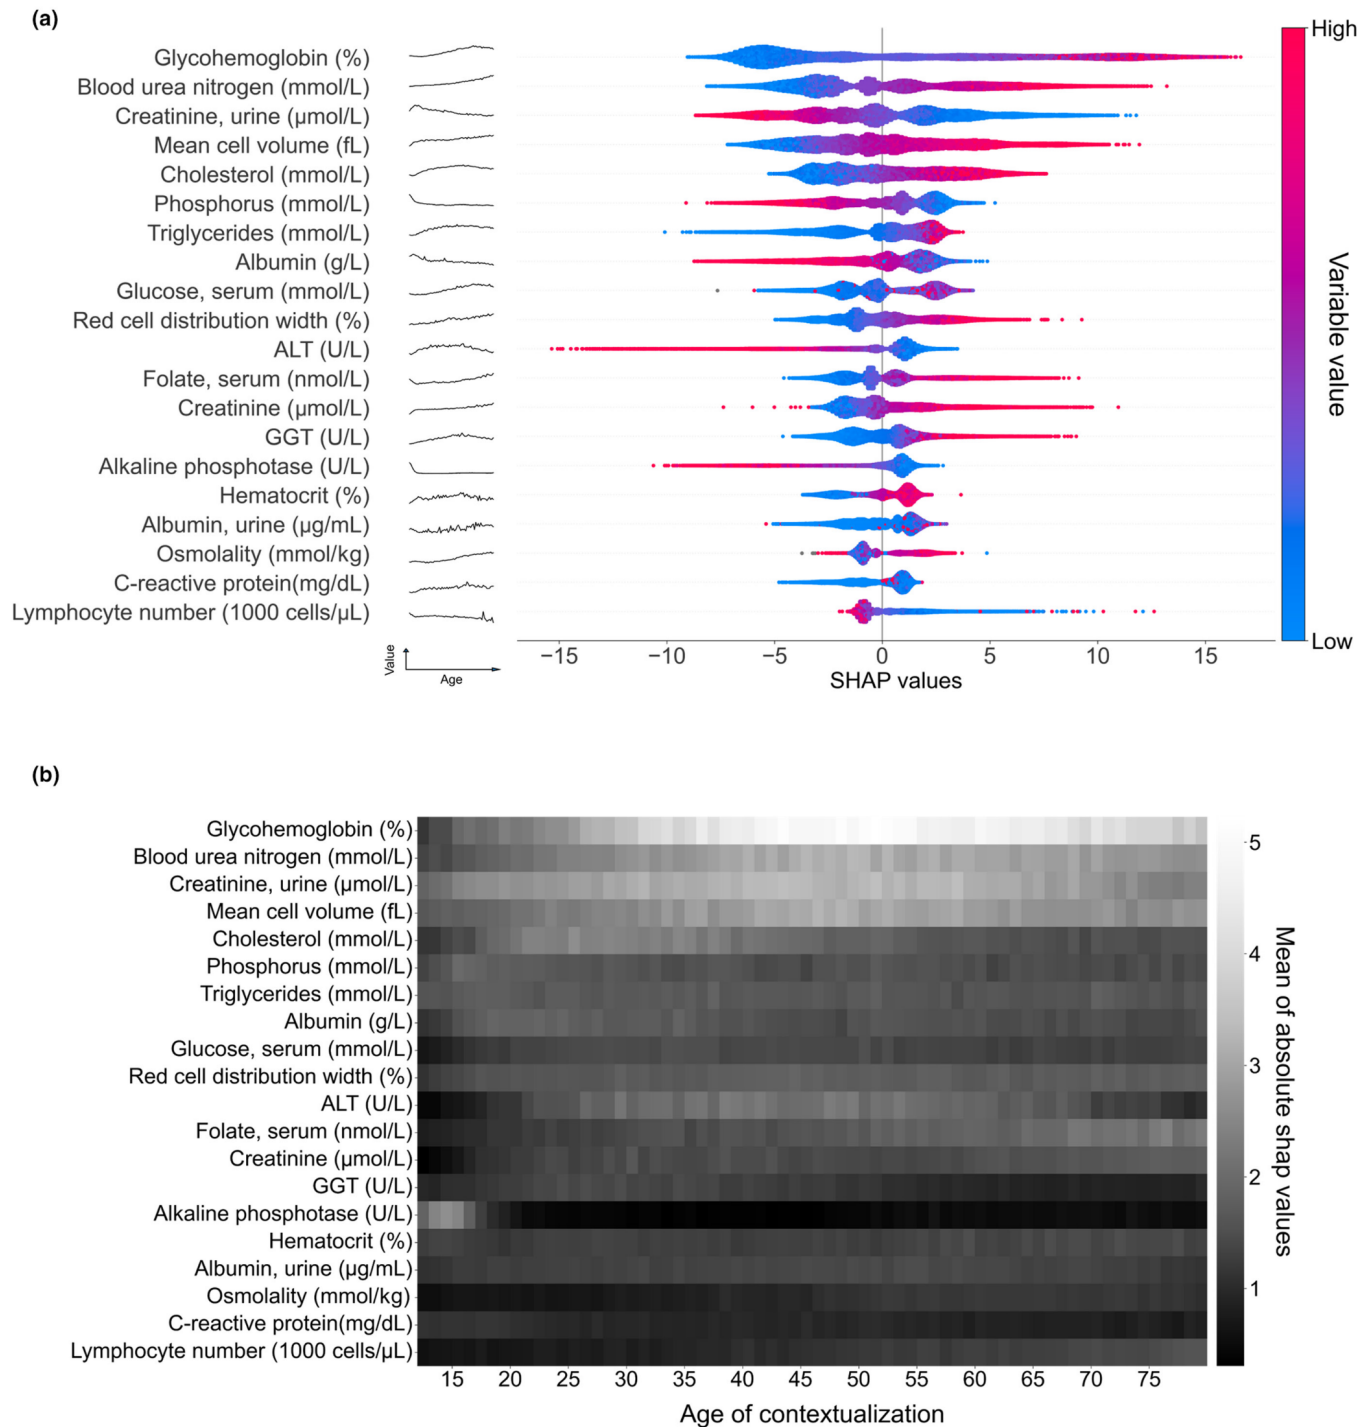 (a)
High
Glycohemoglobin (%)
Blood urea nitrogen (mmol/L)
Creatinine, urine (µmol/L)
Mean cell volume (fL)
Cholesterol (mmol/L)
Phosphorus (mmol/L)
Triglycerides (mmol/L)
Albumin (g/L)
Glucose, serum (mmol/L)
Red cell distribution width (%)
ALT (U/L)
Folate, serum (nmol/L)
Creatinine (µmol/L)
GGT (U/L)
Alkaline phosphotase (U/L)
Hematocrit (%)
Albumin, urine (µg/mL)
Osmolality (mmol/kg)
C-reactive protein(mg/dL)
Lymphocyte number (1000 cells/µL)
Variable value
Low
Value
Age
−15 −10 −5 0 5 10 15
SHAP values
(b)
Glycohemoglobin (%)
Blood urea nitrogen (mmol/L)
Creatinine, urine (µmol/L)
Mean cell volume (fL)
Cholesterol (mmol/L)
Phosphorus (mmol/L)
Triglycerides (mmol/L)
Albumin (g/L)
Glucose, serum (mmol/L)
Red cell distribution width (%)
ALT (U/L)
Folate, serum (nmol/L)
Creatinine (µmol/L)
GGT (U/L)
Alkaline phosphotase (U/L)
Hematocrit (%)
Albumin, urine (µg/mL)
Osmolality (mmol/kg)
C-reactive protein(mg/dL)
Lymphocyte number (1000 cells/µL)
15 20 25 30 35 40 45 50 55 60 65 70 75
Age of contextualization
5
4
3
2
1
Mean of absolute shap values